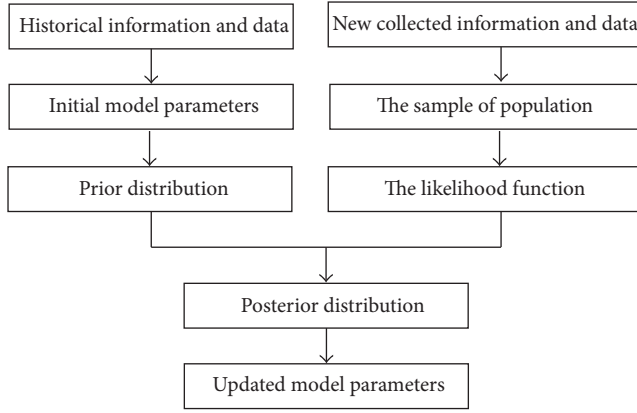 Historical information and data
New collected information and data
Initial model parameters
The sample of population
Prior distribution
The likelihood function
Posterior distribution
Updated model parameters